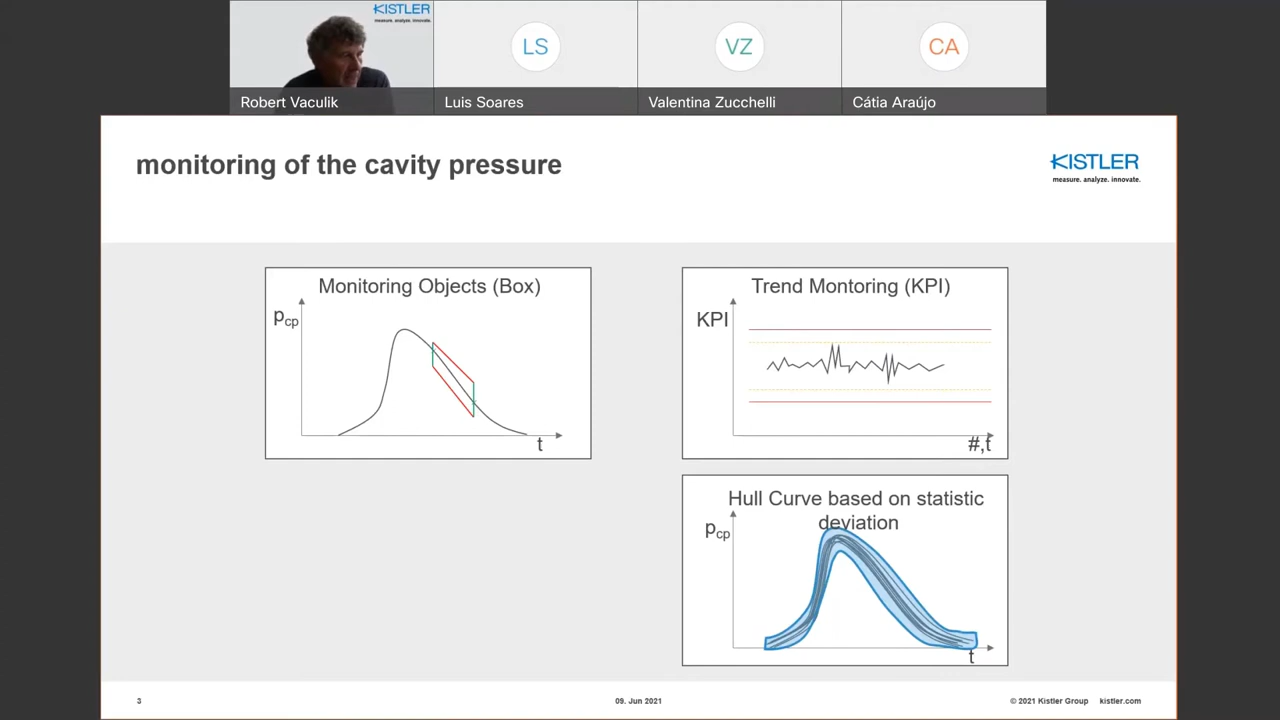 KISTLER
measure. analyze. innovate.
LS
VZ
CA
Robert Vaculik
Luis Soares
Valentina Zucchelli
Cátia Araújo
monitoring of the cavity pressure
KISTLER
measure. analyze. innovate.
Monitoring Objects (Box)
pcp
t
Trend Montoring (KPI)
KPI
#,t
Hull Curve based on statistic
deviation
pcp
t
3
09. Jun 2021
© 2021 Kistler Group
kistler.com